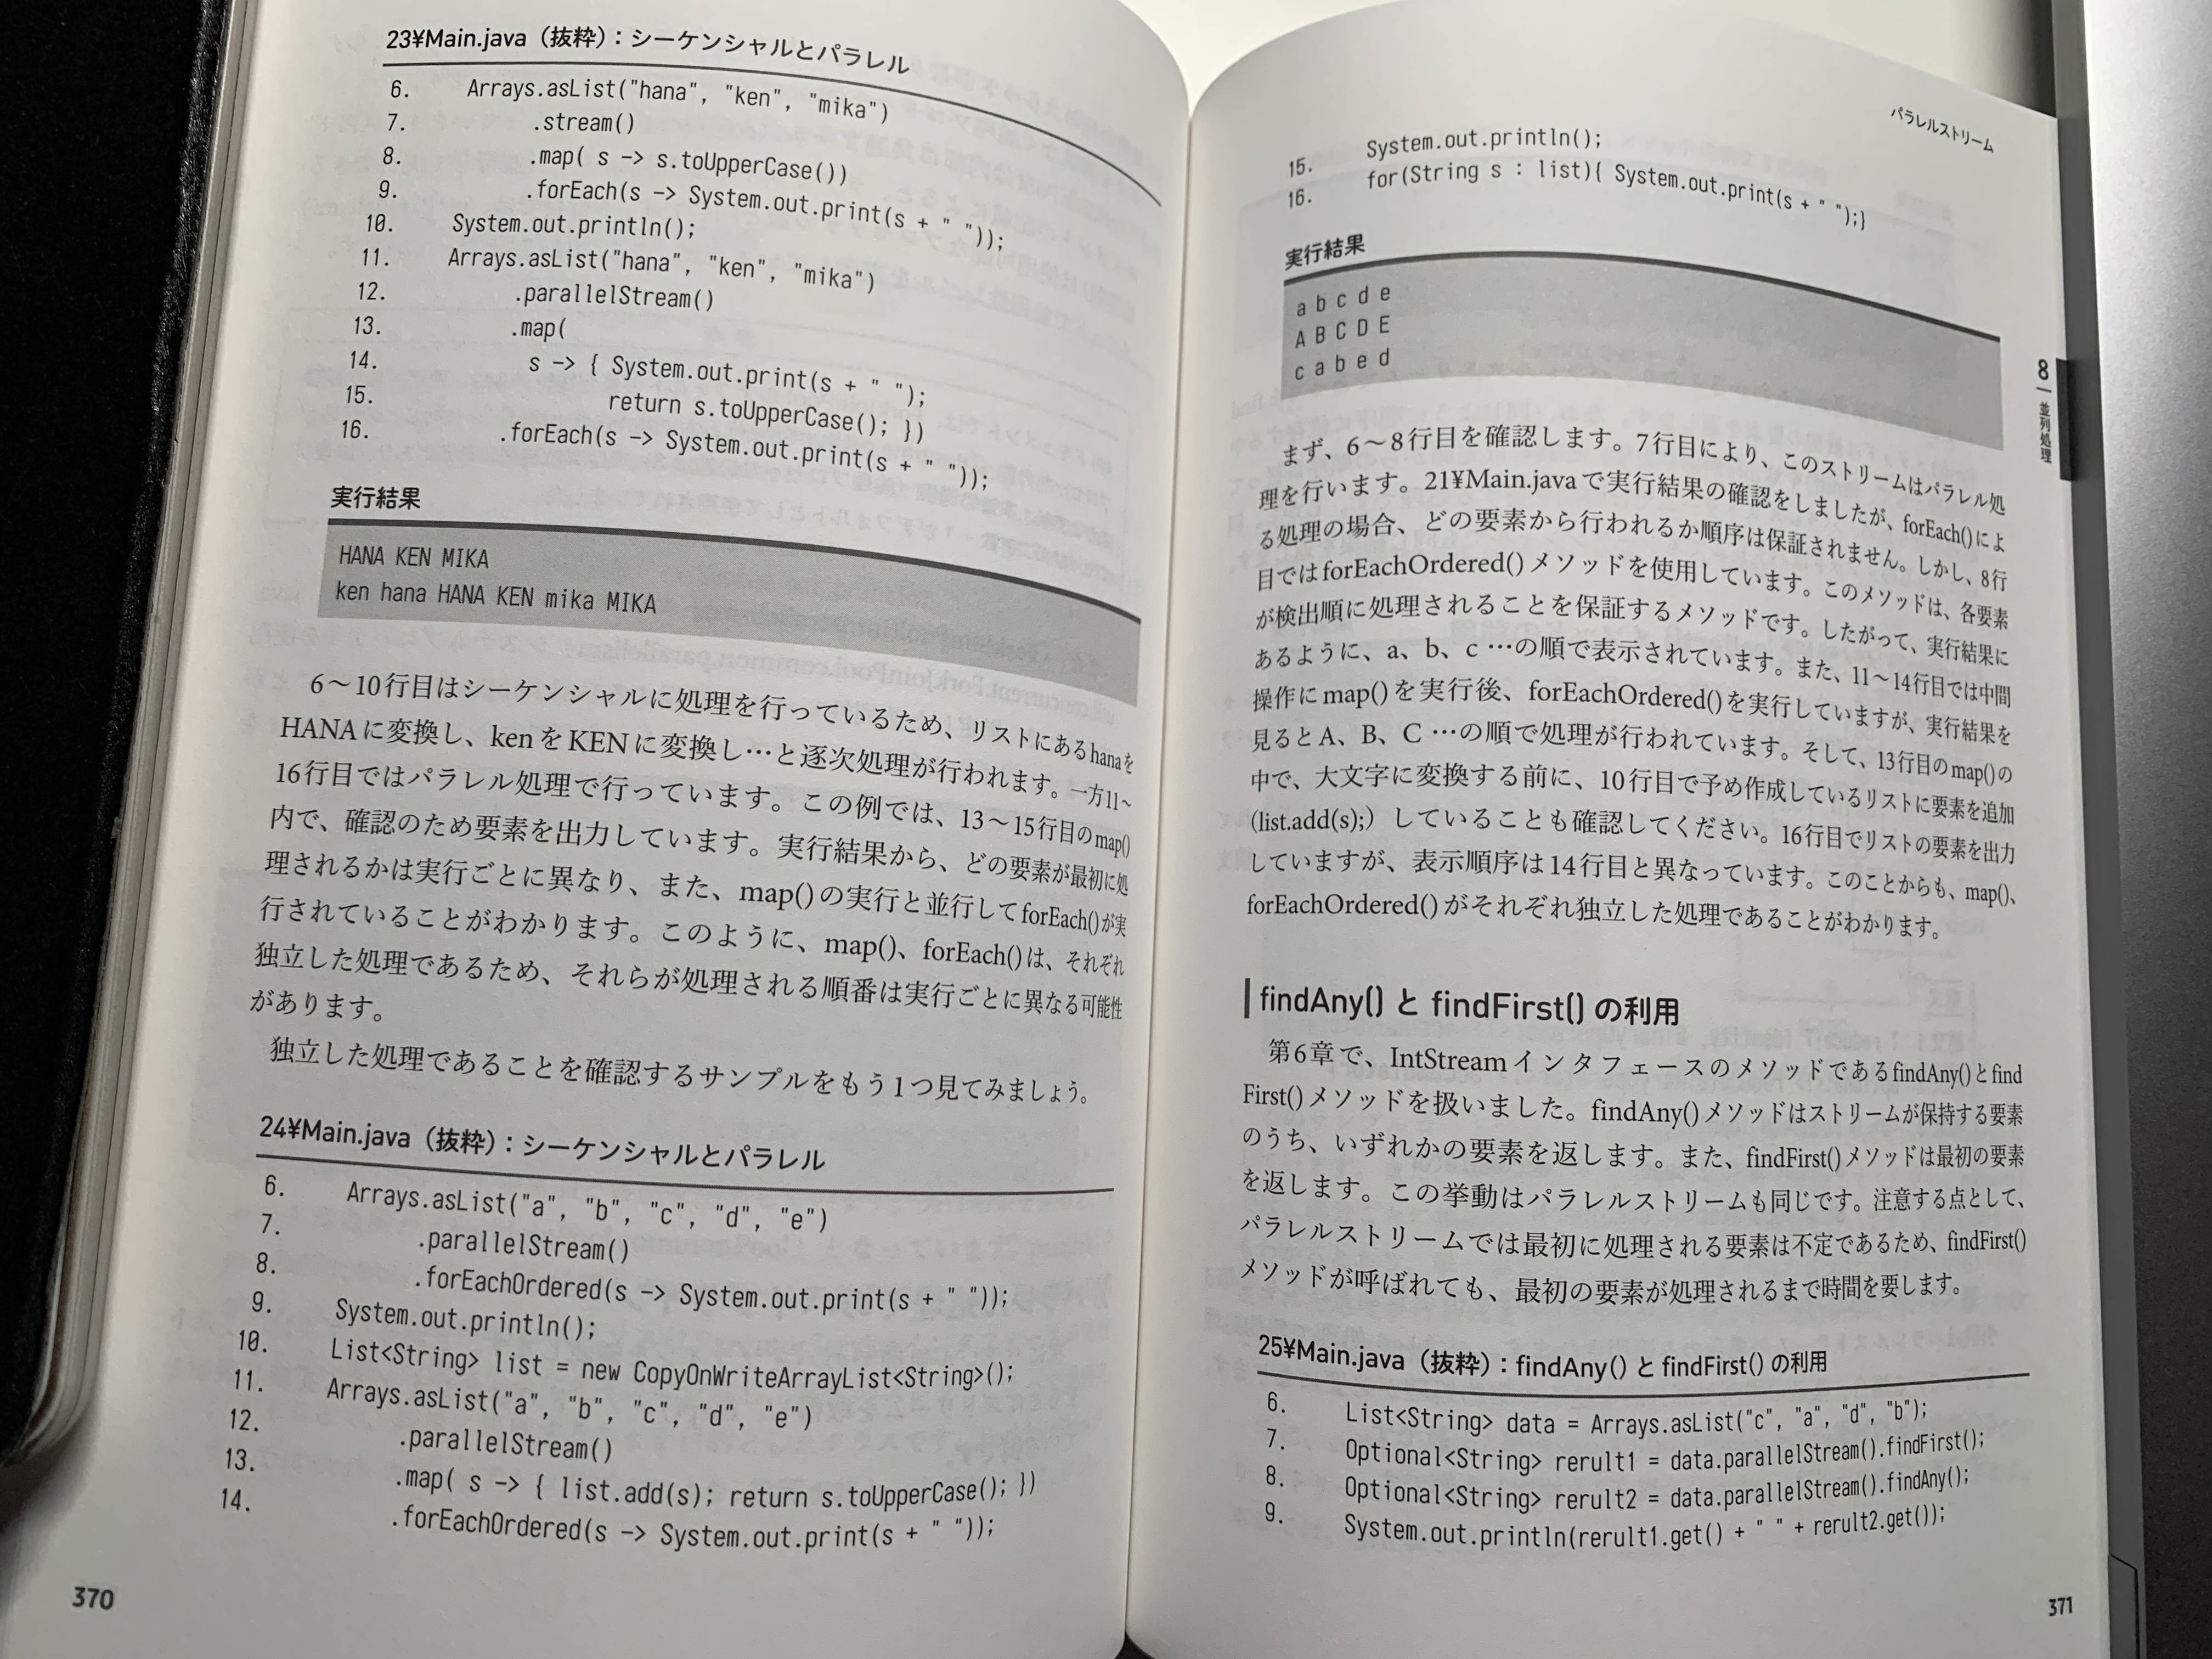 23¥Main.java（抜粋）：シーケンシャルとパラレル
6. Arrays.asList("hana", "ken", "mika")
7. .stream()
8. .map( s -> s.toUpperCase())
9. .forEach(s -> System.out.print(s + " "));
10. System.out.println();
11. Arrays.asList("hana", "ken", "mika")
12. .parallelStream()
13. .map(
14. s -> { System.out.print(s + " ");
15. return s.toUpperCase(); })
16. .forEach(s -> System.out.print(s + " "));
実行結果
HANA KEN MIKA
ken hana HANA KEN mika MIKA
6～10行目はシーケンシャルに処理を行っているため、リストにあるhanaを
HANAに変換し、kenをKENに変換し…と逐次処理が行われます。一方11～
16行目ではパラレル処理で行っています。この例では、13～15行目のmap()
内で、確認のため要素を出力しています。実行結果から、どの要素が最初に処
理されるかは実行ごとに異なり、また、map()の実行と並行してforEach()が実
行されていることがわかります。このように、map()、forEach()は、それぞれ
独立した処理であるため、それらが処理される順番は実行ごとに異なる可能性
があります。
独立した処理であることを確認するサンプルをもう1つ見てみましょう。
24¥Main.java（抜粋）：シーケンシャルとパラレル
6. Arrays.asList("a", "b", "c", "d", "e")
7. .parallelStream()
8. .forEachOrdered(s -> System.out.print(s + " "));
9. System.out.println();
10. List<String> list = new CopyOnWriteArrayList<String>();
11. Arrays.asList("a", "b", "c", "d", "e")
12. .parallelStream()
13. .map( s -> { list.add(s); return s.toUpperCase(); })
14. .forEachOrdered(s -> System.out.print(s + " "));
370
パラレルストリーム
15. System.out.println();
16. for(String s : list){ System.out.print(s + " ");}
実行結果
a b c d e
A B C D E
c a b e d
まず、6～8行目を確認します。7行目により、このストリームはパラレル処
理を行います。21¥Main.javaで実行結果の確認をしましたが、forEach()によ
る処理の場合、どの要素から行われるか順序は保証されません。しかし、8行
目ではforEachOrdered()メソッドを使用しています。このメソッドは、各要素
が検出順に処理されることを保証するメソッドです。したがって、実行結果に
あるように、a、b、c …の順で表示されています。また、11～14行目では中間
操作にmap()を実行後、forEachOrdered()を実行していますが、実行結果を
見るとA、B、C …の順で処理が行われています。そして、13行目のmap()の
中で、大文字に変換する前に、10行目で予め作成しているリストに要素を追加
(list.add(s);）していることも確認してください。16行目でリストの要素を出力
していますが、表示順序は14行目と異なっています。このことからも、map()、
forEachOrdered()がそれぞれ独立した処理であることがわかります。
8 並列処理
findAny() と findFirst() の利用
第6章で、IntStreamインタフェースのメソッドであるfindAny()とfind
First()メソッドを扱いました。findAny()メソッドはストリームが保持する要素
のうち、いずれかの要素を返します。また、findFirst()メソッドは最初の要素
を返します。この挙動はパラレルストリームも同じです。注意する点として、
パラレルストリームでは最初に処理される要素は不定であるため、findFirst()
メソッドが呼ばれても、最初の要素が処理されるまで時間を要します。
25¥Main.java（抜粋）：findAny() と findFirst() の利用
6. List<String> data = Arrays.asList("c", "a", "d", "b");
7. Optional<String> rerult1 = data.parallelStream().findFirst();
8. Optional<String> rerult2 = data.parallelStream().findAny();
9. System.out.println(rerult1.get() + " " + rerult2.get());
371